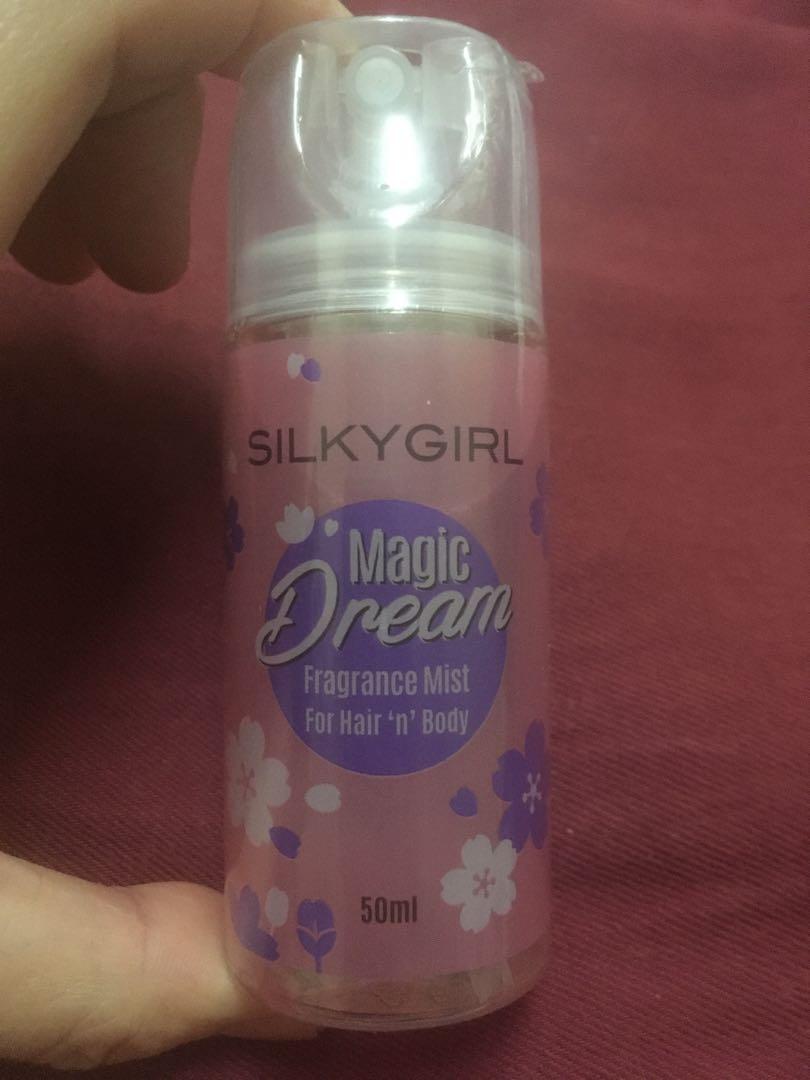 SILKYGIRL
Magic
Dream
Fragrance Mist
For Hair ‘n’ Body
50ml